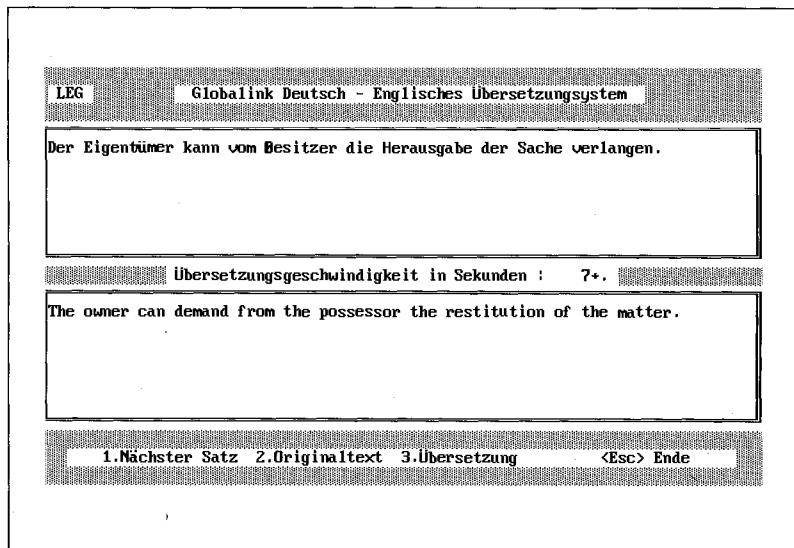 LEG
Globalink Deutsch - Englisches Übersetzungsystem
Der Eigentümer kann vom Besitzer die Herausgabe der Sache verlangen.
Übersetzungsgeschwindigkeit in Sekunden : 7+.
The owner can demand from the possessor the restitution of the matter.
1.Nächster Satz 2.Originaltext 3.Übersetzung <Esc> Ende